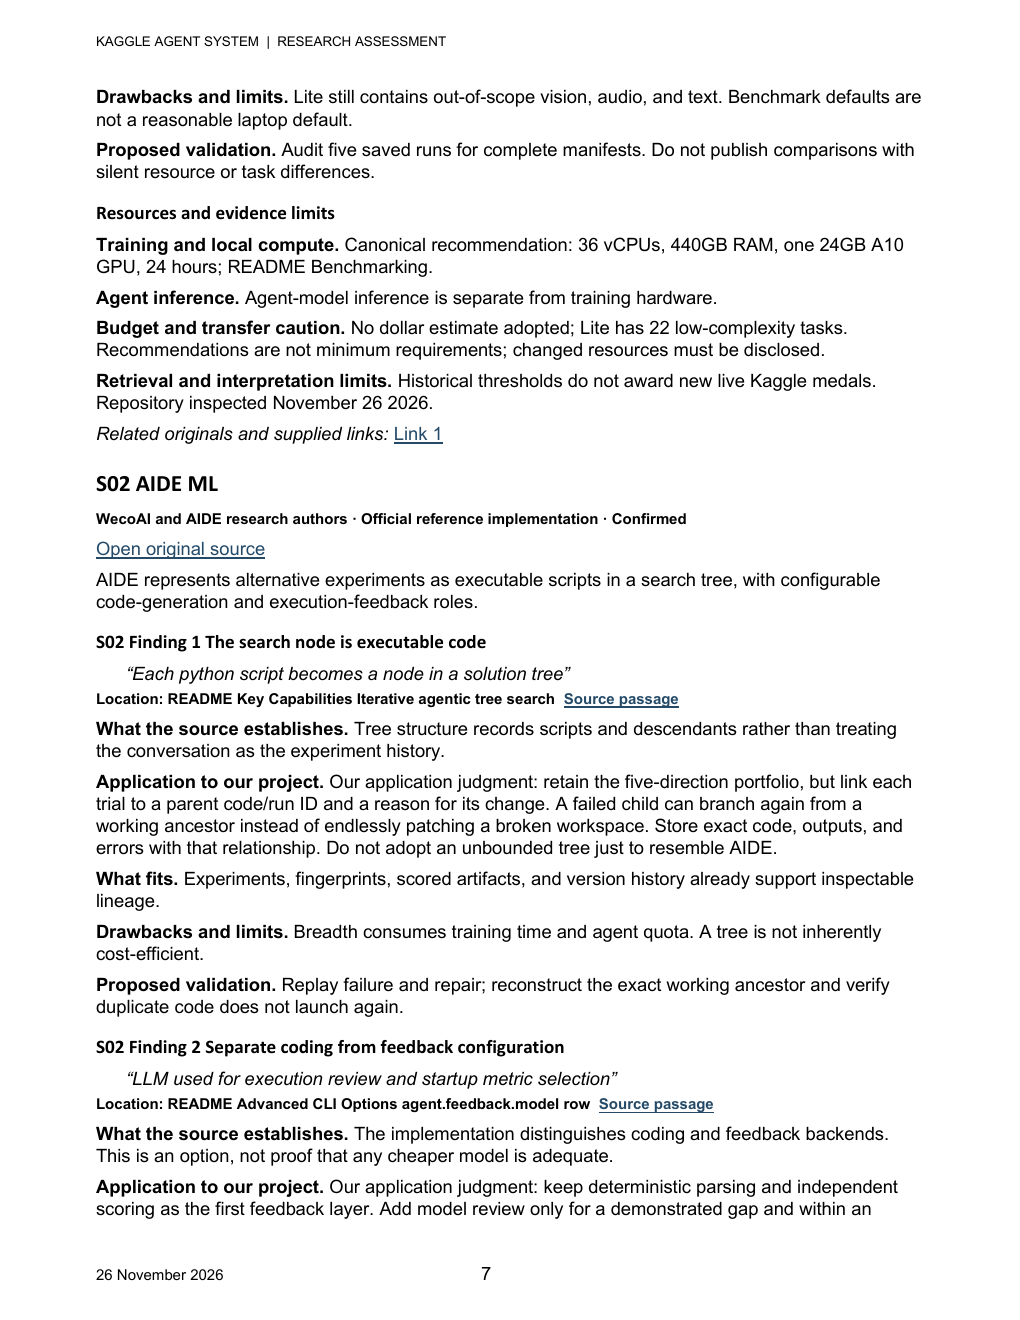 KAGGLE AGENT SYSTEM | RESEARCH ASSESSMENT
Drawbacks and limits. Lite still contains out-of-scope vision, audio, and text. Benchmark defaults are
not a reasonable laptop default.
Proposed validation. Audit five saved runs for complete manifests. Do not publish comparisons with
silent resource or task differences.
Resources and evidence limits
Training and local compute. Canonical recommendation: 36 vCPUs, 440GB RAM, one 24GB A10
GPU, 24 hours; README Benchmarking.
Agent inference. Agent-model inference is separate from training hardware.
Budget and transfer caution. No dollar estimate adopted; Lite has 22 low-complexity tasks.
Recommendations are not minimum requirements; changed resources must be disclosed.
Retrieval and interpretation limits. Historical thresholds do not award new live Kaggle medals.
Repository inspected November 26 2026.
Related originals and supplied links: Link 1
S02 AIDE ML
WecoAI and AIDE research authors · Official reference implementation · Confirmed
Open original source
AIDE represents alternative experiments as executable scripts in a search tree, with configurable
code-generation and execution-feedback roles.
S02 Finding 1 The search node is executable code
“Each python script becomes a node in a solution tree”
Location: README Key Capabilities Iterative agentic tree search Source passage
What the source establishes. Tree structure records scripts and descendants rather than treating
the conversation as the experiment history.
Application to our project. Our application judgment: retain the five-direction portfolio, but link each
trial to a parent code/run ID and a reason for its change. A failed child can branch again from a
working ancestor instead of endlessly patching a broken workspace. Store exact code, outputs, and
errors with that relationship. Do not adopt an unbounded tree just to resemble AIDE.
What fits. Experiments, fingerprints, scored artifacts, and version history already support inspectable
lineage.
Drawbacks and limits. Breadth consumes training time and agent quota. A tree is not inherently
cost-efficient.
Proposed validation. Replay failure and repair; reconstruct the exact working ancestor and verify
duplicate code does not launch again.
S02 Finding 2 Separate coding from feedback configuration
“LLM used for execution review and startup metric selection”
Location: README Advanced CLI Options agent.feedback.model row Source passage
What the source establishes. The implementation distinguishes coding and feedback backends.
This is an option, not proof that any cheaper model is adequate.
Application to our project. Our application judgment: keep deterministic parsing and independent
scoring as the first feedback layer. Add model review only for a demonstrated gap and within an
26 November 2026
7